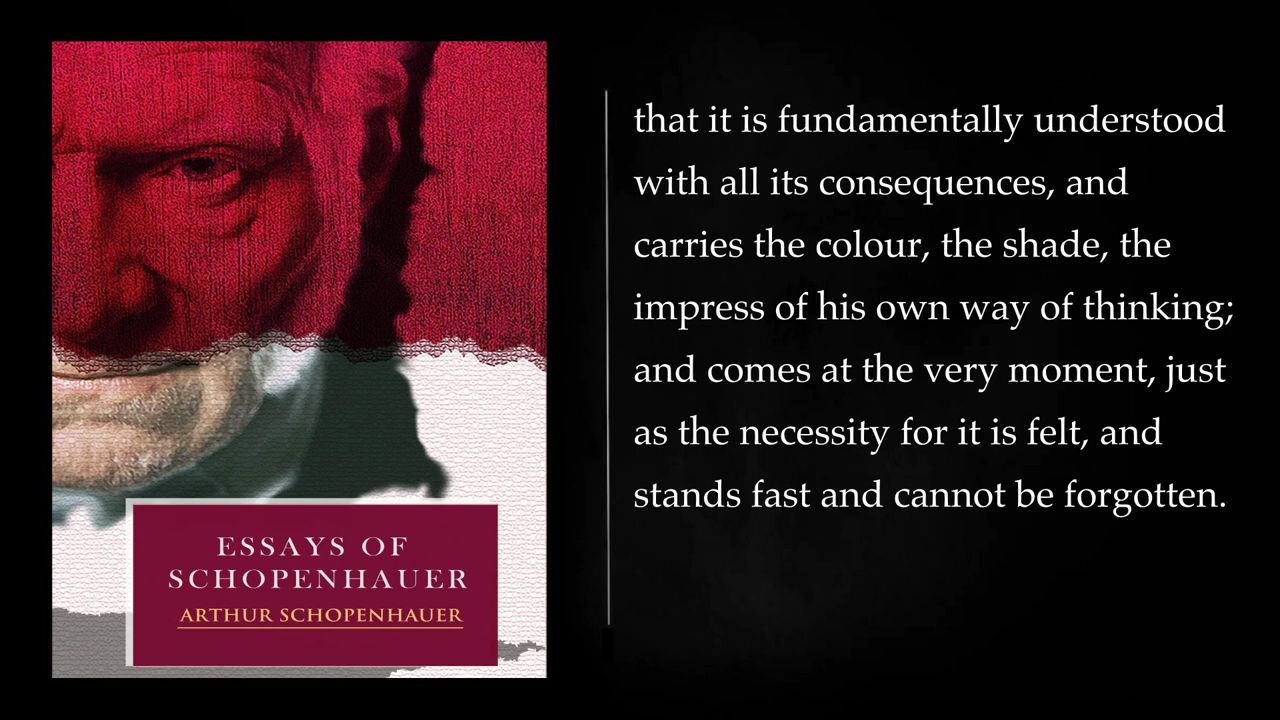 ESSAYS OF
SCHOPENHAUER
ARTHUR SCHOPENHAUER
that it is fundamentally understood
with all its consequences, and
carries the colour, the shade, the
impress of his own way of thinking;
and comes at the very moment, just
as the necessity for it is felt, and
stands fast and cannot be forgotten.